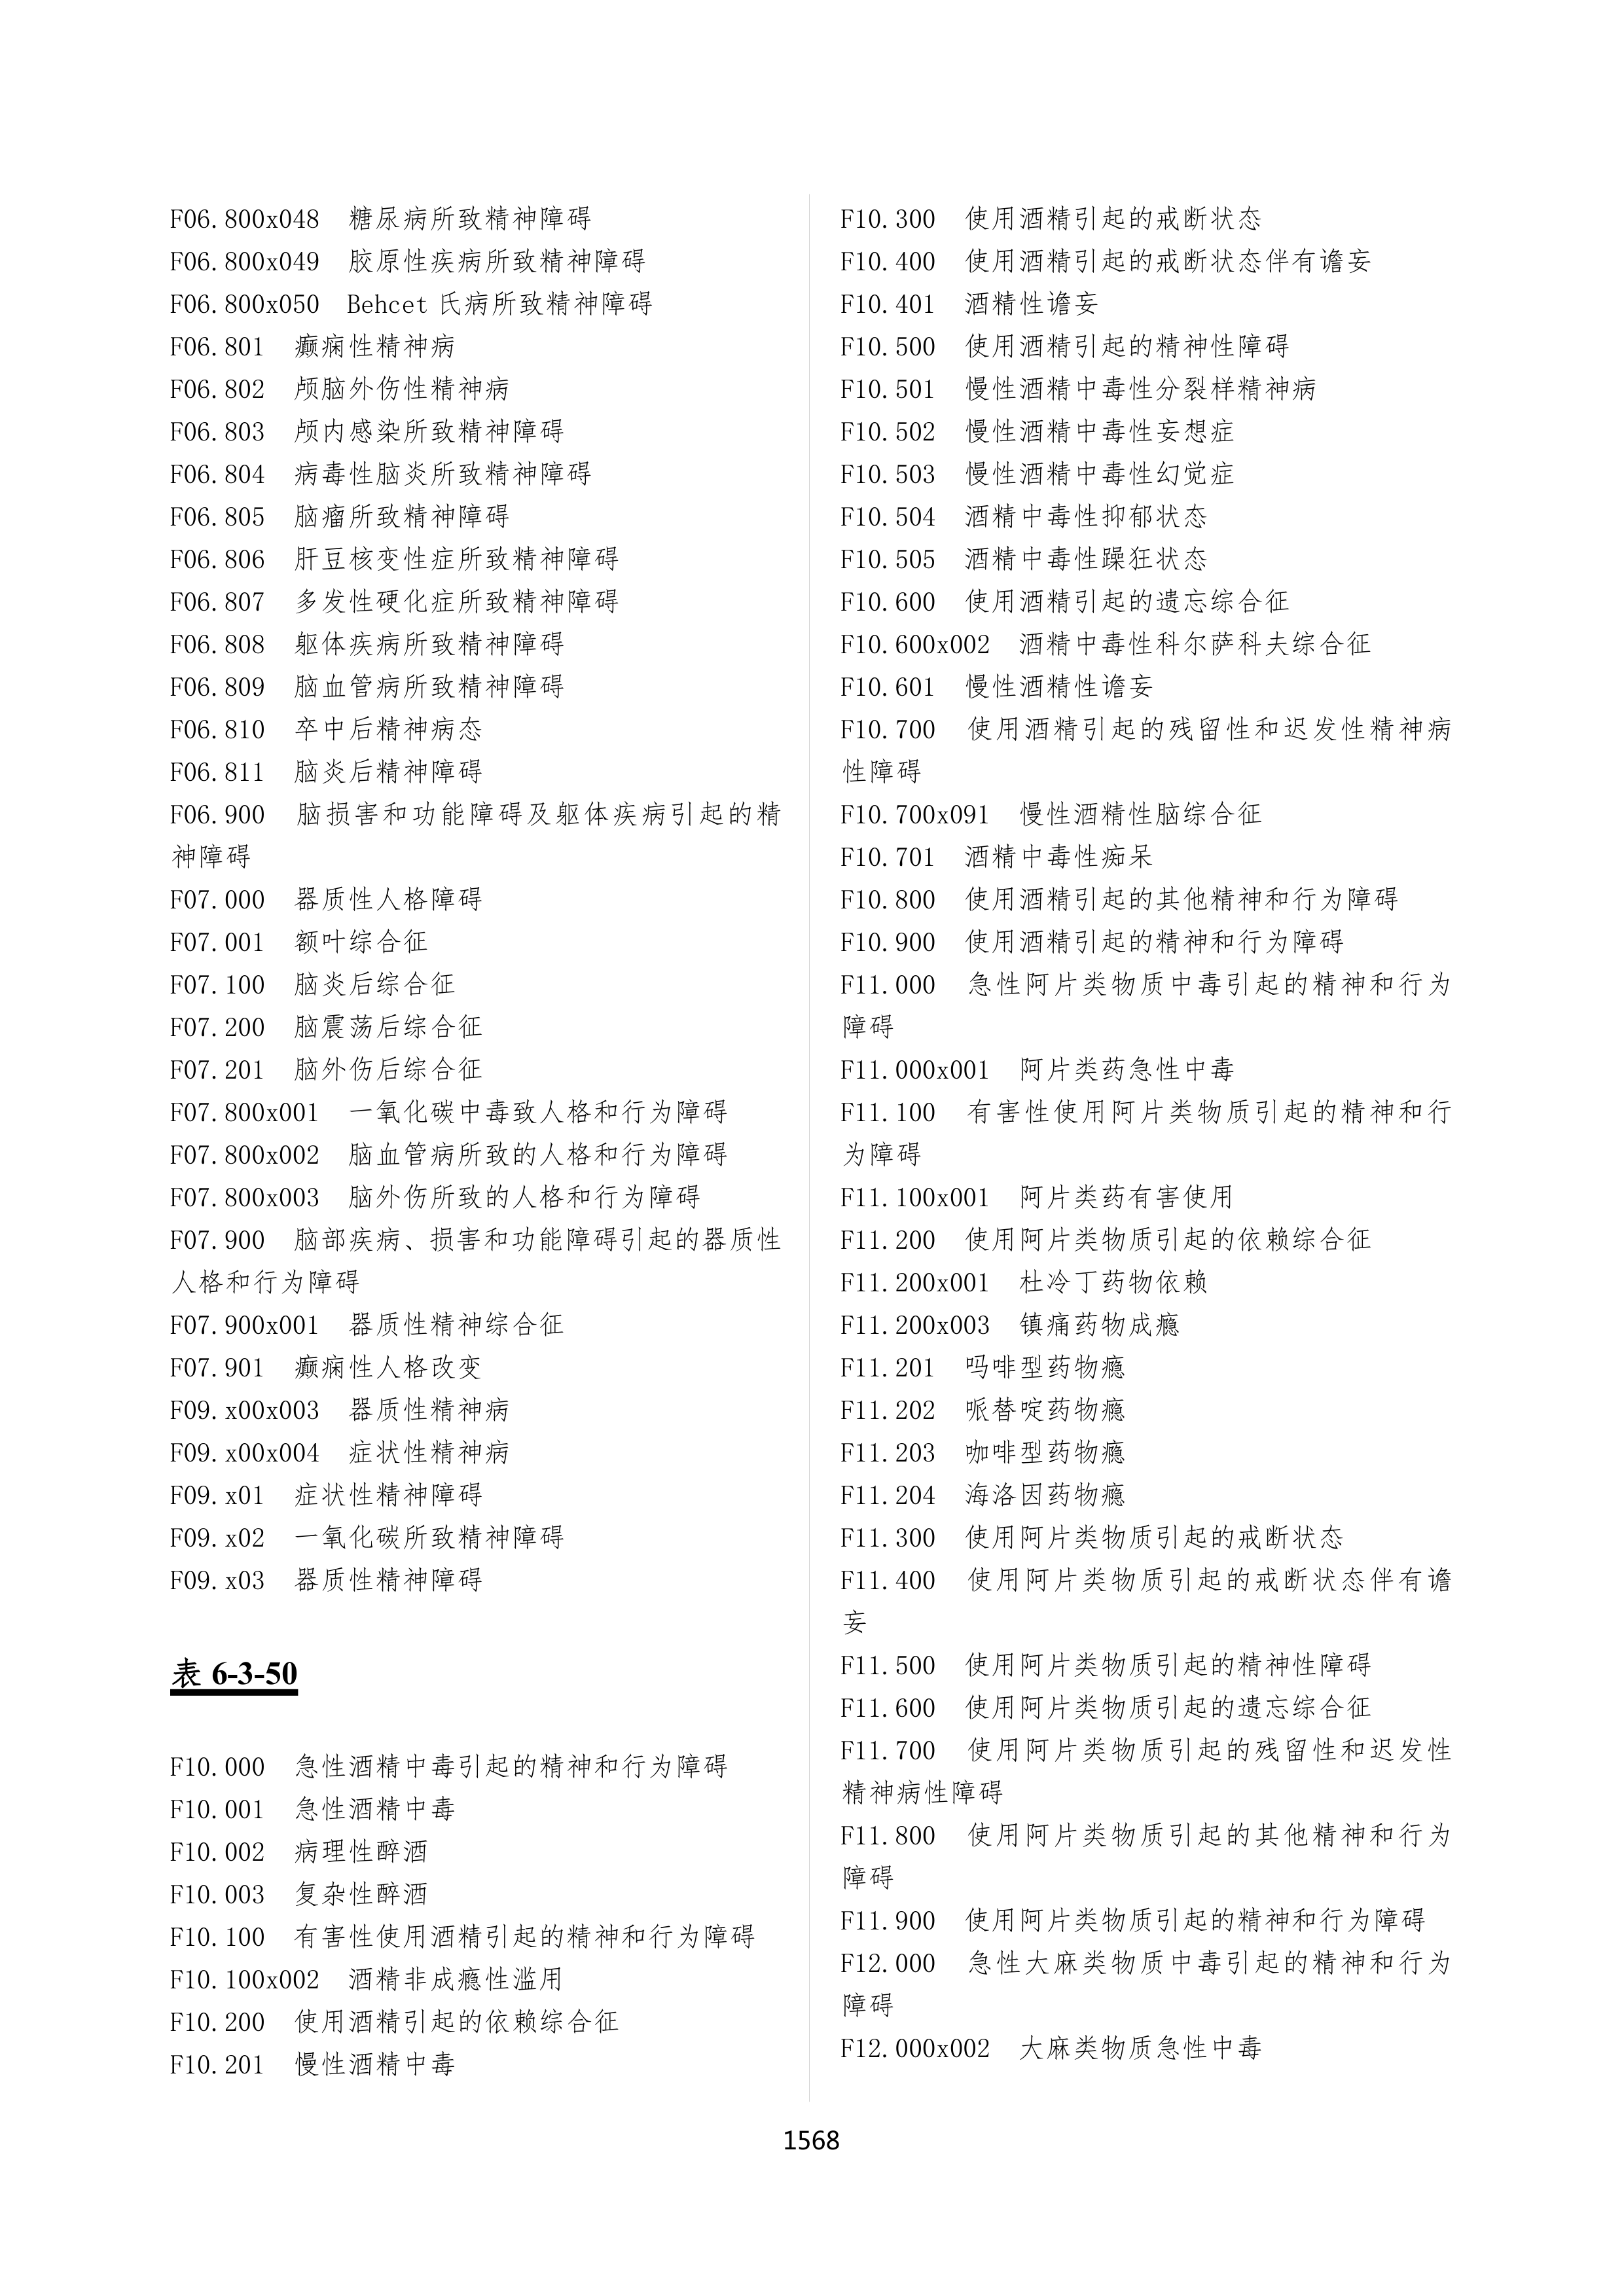 F06.800x048 糖尿病所致精神障碍
F06.800x049 胶原性疾病所致精神障碍
F06.800x050 Behcet 氏病所致精神障碍
F06.801 癫痫性精神病
F06.802 颅脑外伤性精神病
F06.803 颅内感染所致精神障碍
F06.804 病毒性脑炎所致精神障碍
F06.805 脑瘤所致精神障碍
F06.806 肝豆核变性症所致精神障碍
F06.807 多发性硬化症所致精神障碍
F06.808 躯体疾病所致精神障碍
F06.809 脑血管病所致精神障碍
F06.810 卒中后精神病态
F06.811 脑炎后精神障碍
F06.900 脑损害和功能障碍及躯体疾病引起的精
神障碍
F07.000 器质性人格障碍
F07.001 额叶综合征
F07.100 脑炎后综合征
F07.200 脑震荡后综合征
F07.201 脑外伤后综合征
F07.800x001 一氧化碳中毒致人格和行为障碍
F07.800x002 脑血管病所致的人格和行为障碍
F07.800x003 脑外伤所致的人格和行为障碍
F07.900 脑部疾病、损害和功能障碍引起的器质性
人格和行为障碍
F07.900x001 器质性精神综合征
F07.901 癫痫性人格改变
F09.x00x003 器质性精神病
F09.x00x004 症状性精神病
F09.x01 症状性精神障碍
F09.x02 一氧化碳所致精神障碍
F09.x03 器质性精神障碍
表 6-3-50
F10.000 急性酒精中毒引起的精神和行为障碍
F10.001 急性酒精中毒
F10.002 病理性醉酒
F10.003 复杂性醉酒
F10.100 有害性使用酒精引起的精神和行为障碍
F10.100x002 酒精非成瘾性滥用
F10.200 使用酒精引起的依赖综合征
F10.201 慢性酒精中毒
F10.300 使用酒精引起的戒断状态
F10.400 使用酒精引起的戒断状态伴有谵妄
F10.401 酒精性谵妄
F10.500 使用酒精引起的精神性障碍
F10.501 慢性酒精中毒性分裂样精神病
F10.502 慢性酒精中毒性妄想症
F10.503 慢性酒精中毒性幻觉症
F10.504 酒精中毒性抑郁状态
F10.505 酒精中毒性躁狂状态
F10.600 使用酒精引起的遗忘综合征
F10.600x002 酒精中毒性科尔萨科夫综合征
F10.601 慢性酒精性谵妄
F10.700 使用酒精引起的残留性和迟发性精神病
性障碍
F10.700x091 慢性酒精性脑综合征
F10.701 酒精中毒性痴呆
F10.800 使用酒精引起的其他精神和行为障碍
F10.900 使用酒精引起的精神和行为障碍
F11.000 急性阿片类物质中毒引起的精神和行为
障碍
F11.000x001 阿片类药急性中毒
F11.100 有害性使用阿片类物质引起的精神和行
为障碍
F11.100x001 阿片类药有害使用
F11.200 使用阿片类物质引起的依赖综合征
F11.200x001 杜冷丁药物依赖
F11.200x003 镇痛药物成瘾
F11.201 吗啡型药物瘾
F11.202 哌替啶药物瘾
F11.203 咖啡型药物瘾
F11.204 海洛因药物瘾
F11.300 使用阿片类物质引起的戒断状态
F11.400 使用阿片类物质引起的戒断状态伴有谵
妄
F11.500 使用阿片类物质引起的精神性障碍
F11.600 使用阿片类物质引起的遗忘综合征
F11.700 使用阿片类物质引起的残留性和迟发性
精神病性障碍
F11.800 使用阿片类物质引起的其他精神和行为
障碍
F11.900 使用阿片类物质引起的精神和行为障碍
F12.000 急性大麻类物质中毒引起的精神和行为
障碍
F12.000x002 大麻类物质急性中毒
1568